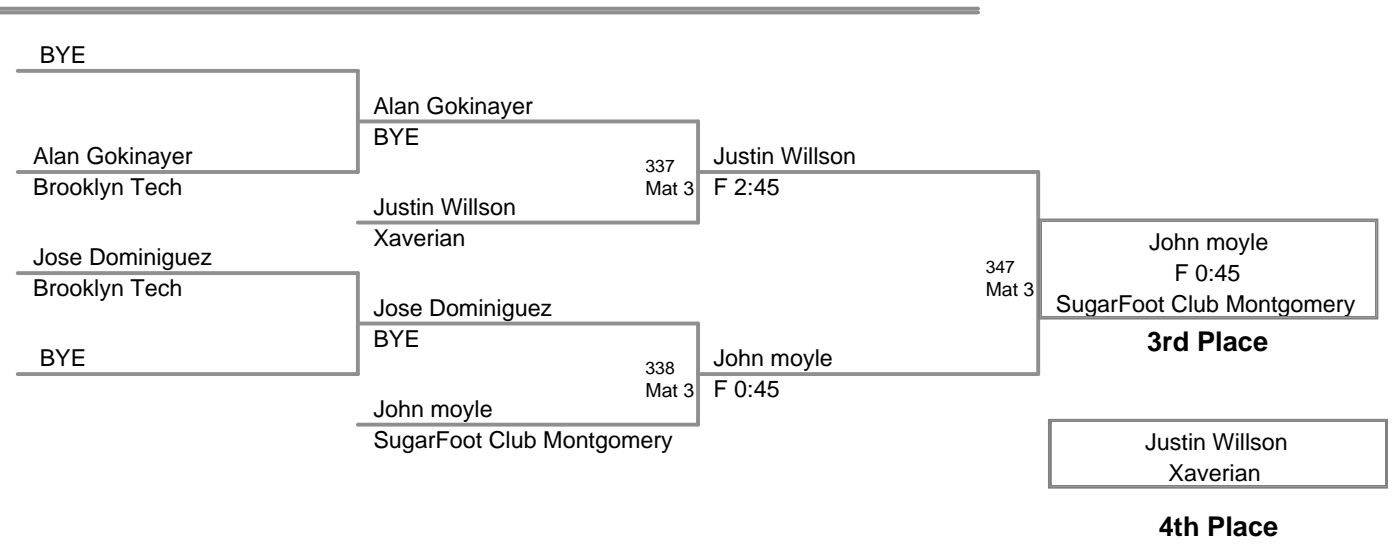 BYE
Alan Gokinayer
Brooklyn Tech
Jose Dominiguez
Brooklyn Tech
BYE
Alan Gokinayer
BYE
337
Mat 3
Justin Willson
Xaverian
Jose Dominiguez
BYE
338
Mat 3
John moyle
SugarFoot Club Montgomery
Justin Willson
F 2:45
347
Mat 3
John moyle
F 0:45
John moyle
F 0:45
SugarFoot Club Montgomery
3rd Place
Justin Willson
Xaverian
4th Place